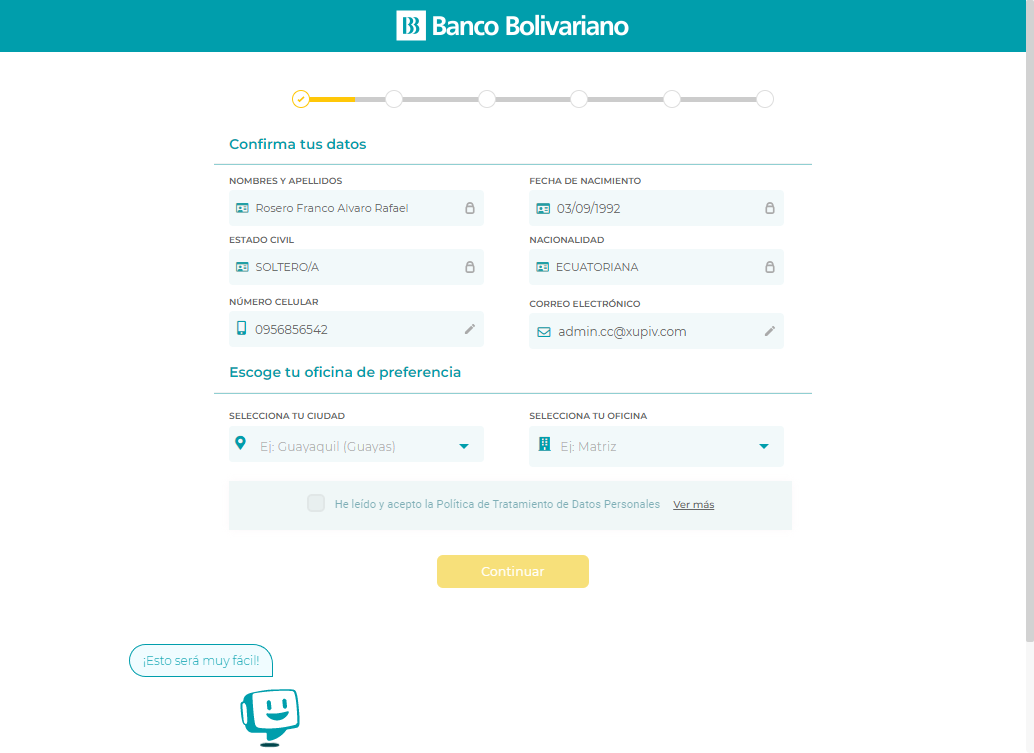 Banco Bolivariano
Confirma tus datos
NOMBRES Y APELLIDOS
FECHA DE NACIMIENTO
Rosero Franco Alvaro Rafael
03/09/1992
ESTADO CIVIL
NACIONALIDAD
SOLTERO/A
ECUATORIANA
NÚMERO CELULAR
CORREO ELECTRÓNICO
0956856542
admin.cc@xupiv.com
Escoge tu oficina de preferencia
SELECCIONA TU CIUDAD
SELECCIONA TU OFICINA
Ej: Guayaquil (Guayas)
Ej: Matriz
He leído y acepto la Política de Tratamiento de Datos Personales Ver más
Continuar
¡Esto será muy fácil!